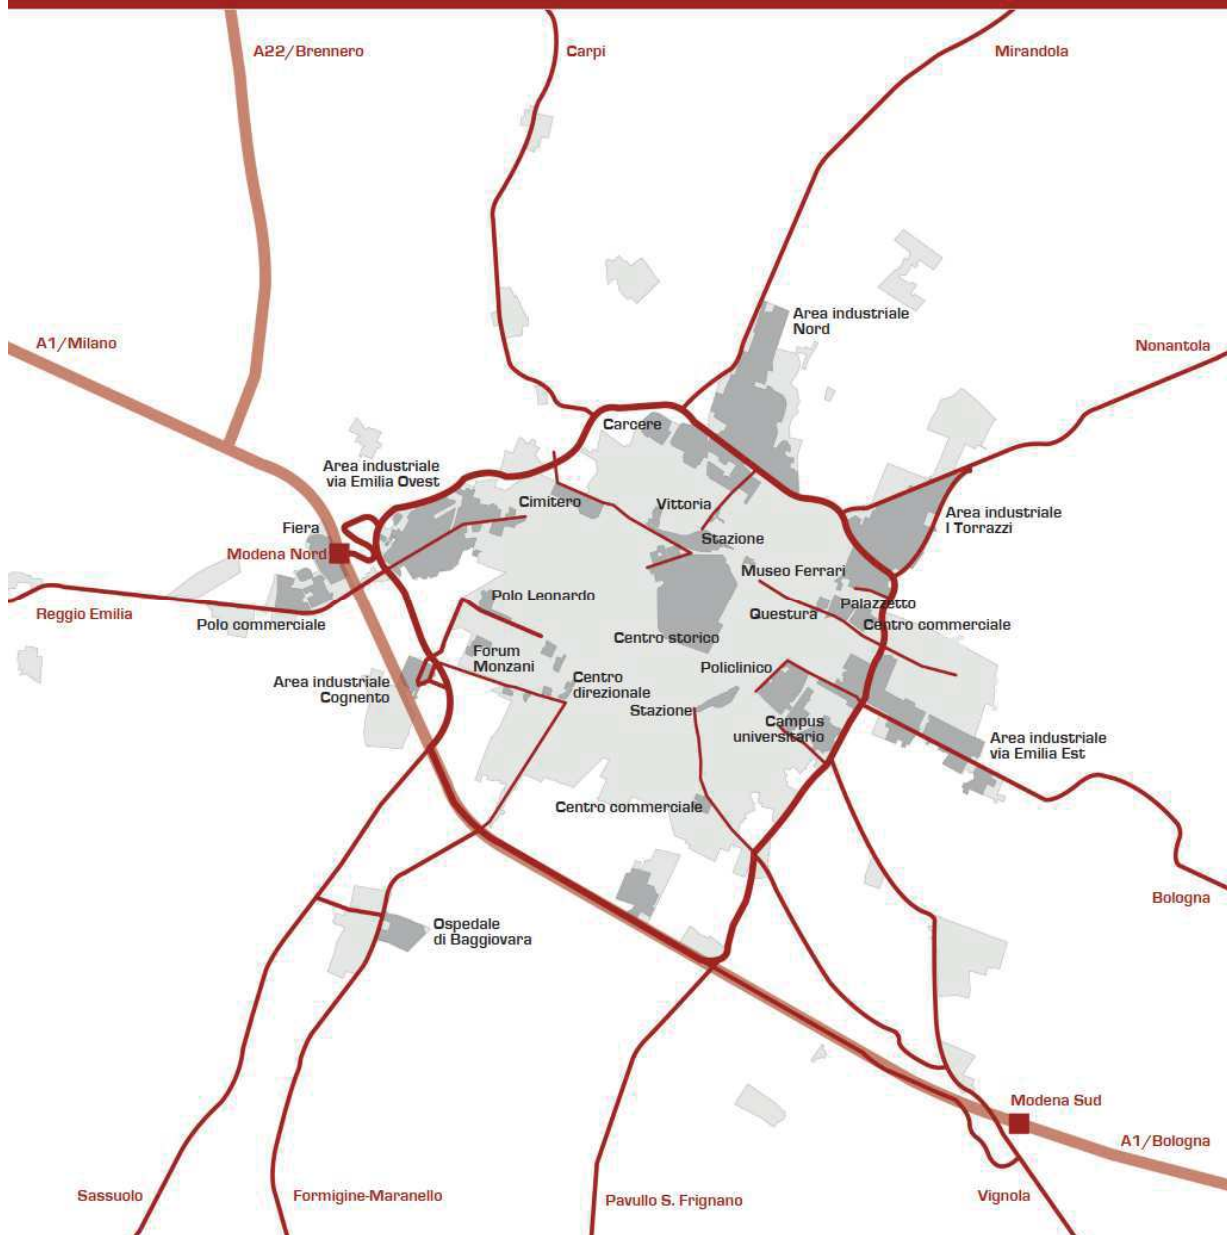 A22/Brennero
Carpi
Mirandola
A1/Milano
Area industriale
Nord
Nonantola
Carcere
Area industriale
via Emilia Ovest
Cimitero
Vittoria
Area industriale
I Torrazzi
Fiera
Stazione
Modena Nord
Museo Ferrari
Reggio Emilia
Polo Leonardo
Palazzetto
Polo commerciale
Questura
Centro commerciale
Centro storico
Forum
Monzani
Policlinico
Area industriale
Cognento
Centro
direzionale
Stazione
Campus
universitario
Area industriale
via Emilia Est
Centro commerciale
Bologna
Ospedale
di Baggiovara
Modena Sud
A1/Bologna
Sassuolo
Formigine-Maranello
Pavullo S. Frignano
Vignola